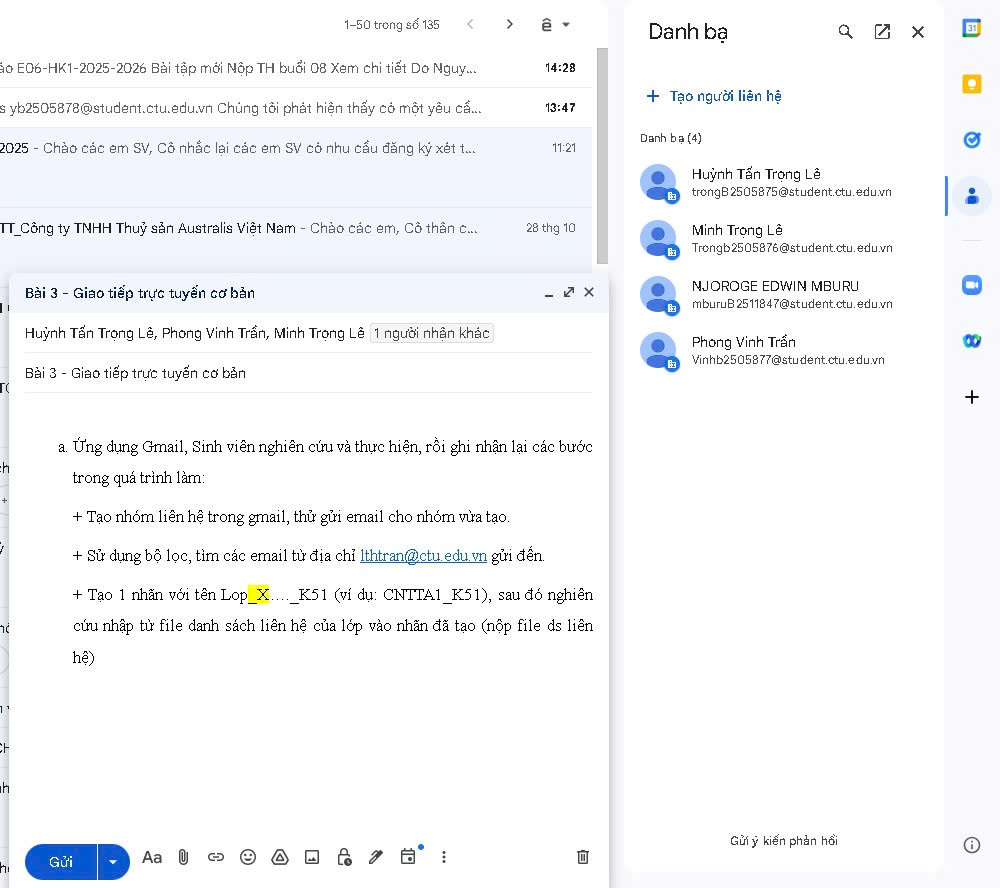 1–50 trong số 135
áo E06-HK1-2025-2026 Bài tập mới Nộp TH buổi 08 Xem chi tiết Do Nguy... 14:28
s yb2505878@student.ctu.edu.vn Chúng tôi phát hiện thấy có một yêu cầ... 13:47
2025 - Chào các em SV, Cô nhắc lại các em SV có nhu cầu đăng ký xét t... 11:21
TT_Công ty TNHH Thuỷ sản Australis Việt Nam - Chào các em, Cô thân c... 28 thg 10
Bài 3 - Giao tiếp trực tuyến cơ bản
Huỳnh Tấn Trọng Lê, Phong Vinh Trần, Minh Trọng Lê 1 người nhận khác
Bài 3 - Giao tiếp trực tuyến cơ bản
a. Ứng dụng Gmail, Sinh viên nghiên cứu và thực hiện, rồi ghi nhận lại các bước
trong quá trình làm:
+ Tạo nhóm liên hệ trong gmail, thử gửi email cho nhóm vừa tạo.
+ Sử dụng bộ lọc, tìm các email từ địa chỉ lthtran@ctu.edu.vn gửi đến.
+ Tạo 1 nhãn với tên Lop_X…._K51 (ví dụ: CNTTA1_K51), sau đó nghiên
cứu nhập từ file danh sách liên hệ của lớp vào nhãn đã tạo (nộp file ds liên
hệ)
Gửi
Aa
Danh bạ
+ Tạo người liên hệ
Danh bạ (4)
Huỳnh Tấn Trọng Lê
trongB2505875@student.ctu.edu.vn
Minh Trọng Lê
Trongb2505876@student.ctu.edu.vn
NJOROGE EDWIN MBURU
mburuB2511847@student.ctu.edu.vn
Phong Vinh Trần
Vinhb2505877@student.ctu.edu.vn
Gửi ý kiến phản hồi
31